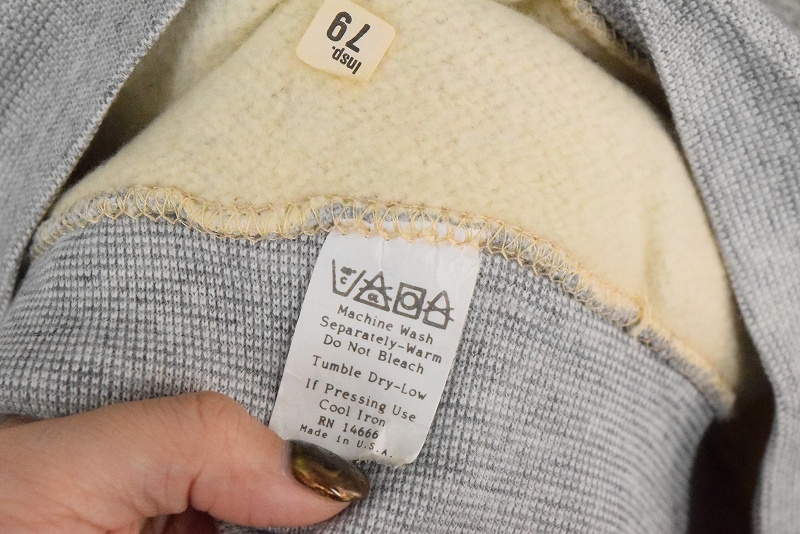 Insp.
79
Machine Wash
Separately-Warm
Do Not Bleach
Tumble Dry-Low
If Pressing Use
Cool Iron
RN 14666
Made in U.S.A.